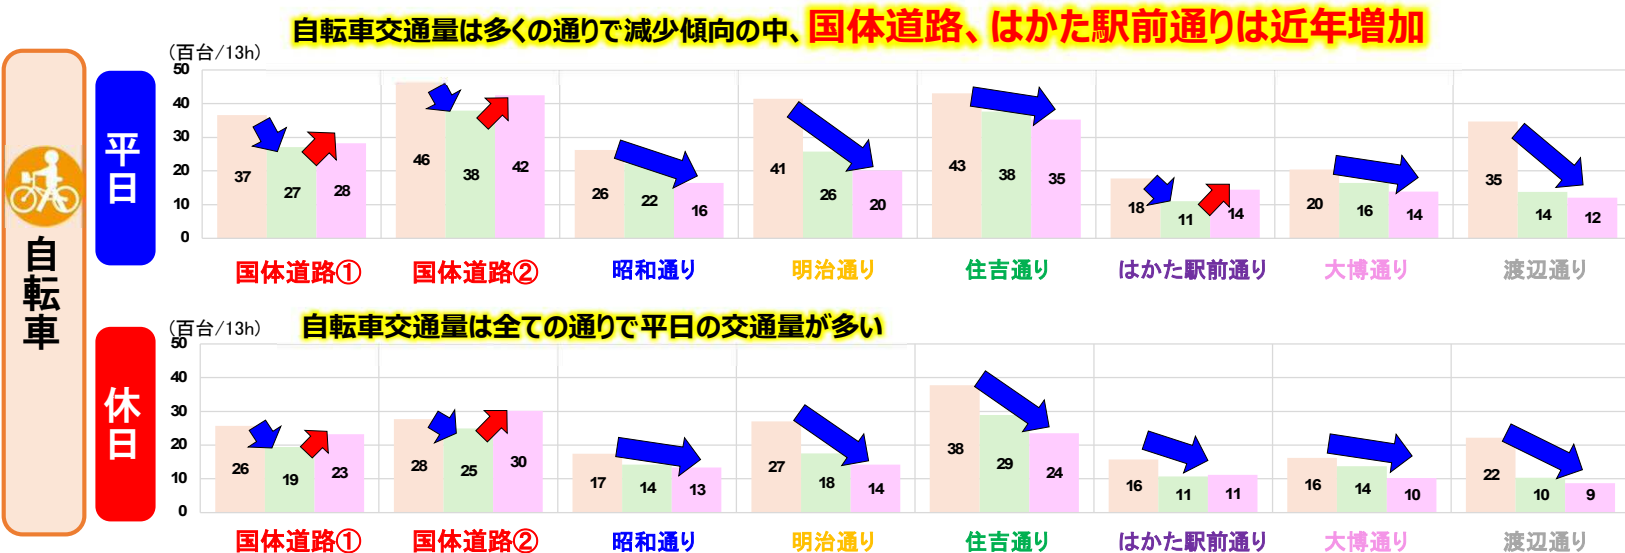 自転車交通量は多くの通りで減少傾向の中、国体道路、はかた駅前通りは近年増加
自転車
平日
(百台/13h)
50
40
30
20
10
0
37 27 28
46 38 42
26 22 16
41 26 20
43 38 35
18 11 14
20 16 14
35 14 12
国体道路① 国体道路② 昭和通り 明治通り 住吉通り はかた駅前通り 大博通り 渡辺通り
休日
(百台/13h)
自転車交通量は全ての通りで平日の交通量が多い
50
40
30
20
10
0
26 19 23
28 25 30
17 14 13
27 18 14
38 29 24
16 11 11
16 14 10
22 10 9
国体道路① 国体道路② 昭和通り 明治通り 住吉通り はかた駅前通り 大博通り 渡辺通り